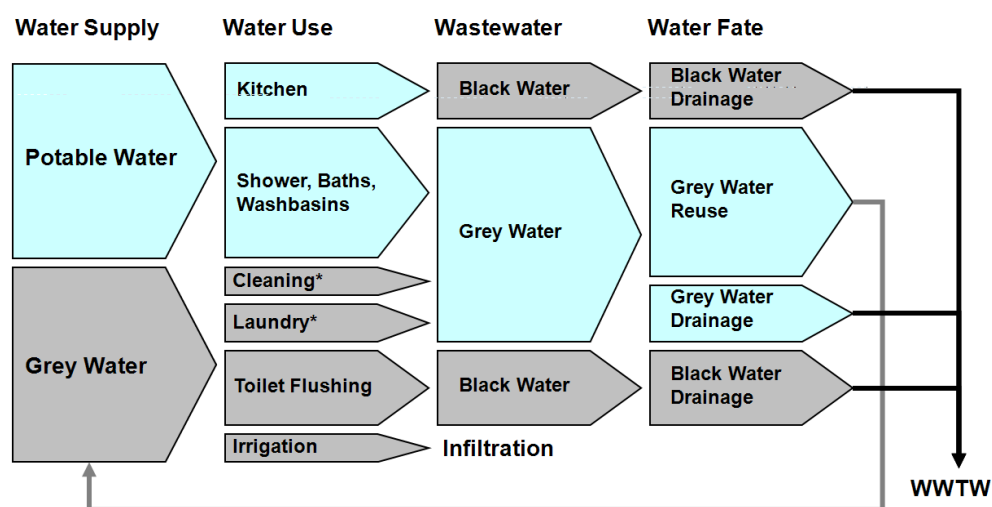 Water Supply
Water Use
Wastewater
Water Fate
Potable Water
Grey Water
Kitchen
Shower, Baths,
Washbasins
Cleaning*
Laundry*
Toilet Flushing
Irrigation
Black Water
Grey Water
Black Water
Infiltration
Black Water
Drainage
Grey Water
Reuse
Grey Water
Drainage
Black Water
Drainage
WWTW